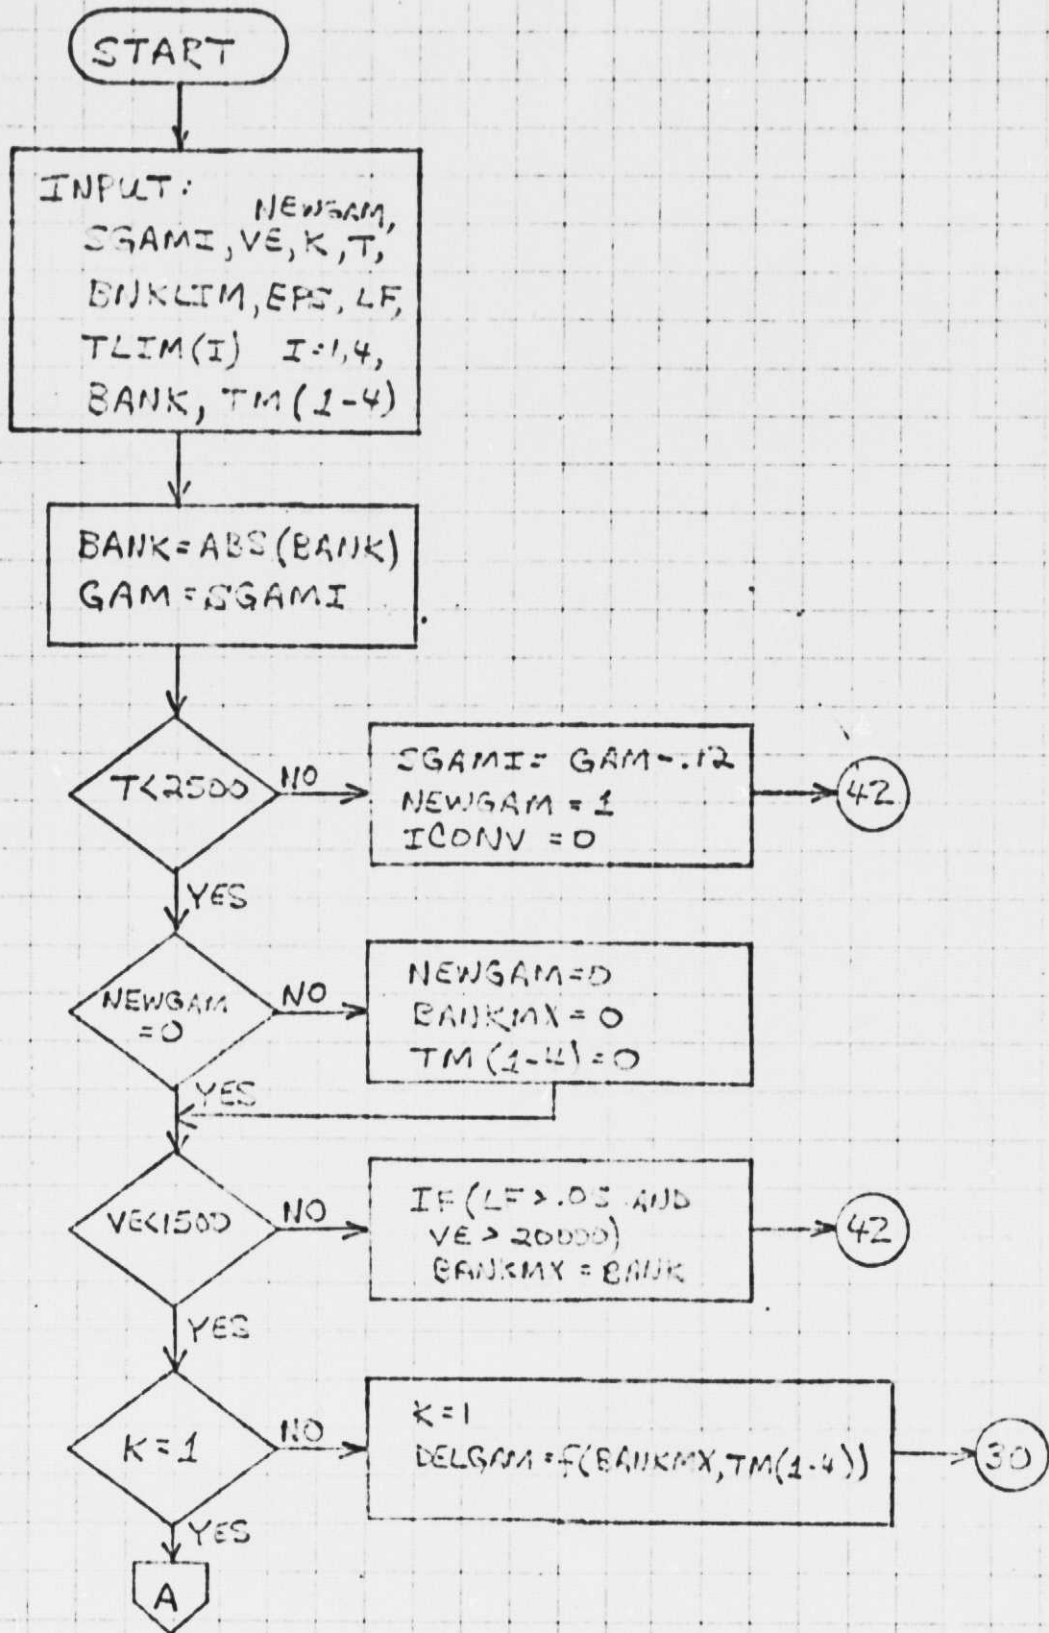 START
INPUT:
NEWGAM,
SGAMI, VE, K, T,
BNKLIM, EPS, LF,
TLIM(I) I=1,4,
BANK, TM(1-4)
BANK=ABS(BANK)
GAM=SGAMI
T<2500
NO
SGAMI= GAM-.12
NEWGAM = 1
ICONV = 0
42
YES
NEWGAM
=0
NO
NEWGAM=0
BANKMX=0
TM(1-4)=0
YES
VE<1500
NO
IF(LF>.05 AND
VE>20000)
BANKMX=BANK
42
YES
K=1
NO
K=1
DELGAM=f(BANKMX,TM(1-4))
30
YES
A